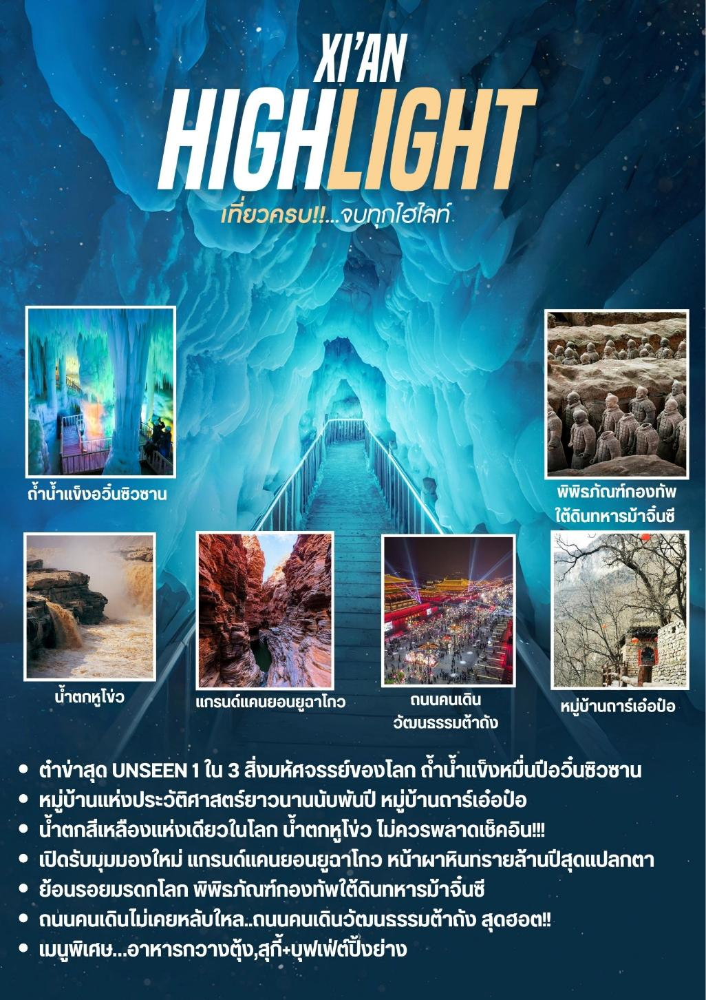 XI'AN
HIGHLIGHT
เที่ยวครบ!!...จบทุกไฮไลท์
ถ้ำน้ำแข็งอวิ๋นซิวซาน
พิพิธภัณฑ์กองทัพ
ใต้ดินทหารม้าจิ๋นซี
น้ำตกหูโข่ว
แกรนด์แคนยอนยูฉาโกว
ถนนคนเดิน
วัฒนธรรมต้าถัง
หมู่บ้านถาร์เอ๋อป๋อ
• ตำข่าสุด UNSEEN 1 ใน 3 สิ่งมหัศจรรย์ของโลก ถ้ำน้ำแข็งหมื่นปีอวิ๋นซิวซาน
• หมู่บ้านแห่งประวัติศาสตร์ยาวนานนับพันปี หมู่บ้านถาร์เอ๋อป๋อ
• น้ำตกสีเหลืองแห่งเดียวในโลก น้ำตกหูโข่ว ไม่ควรพลาดเช็คอิน!!!
• เปิดรับมุมมองใหม่ แกรนด์แคนยอนยูฉาโกว หน้าผาหินทรายล้านปีสุดแปลกตา
• ย้อนรอยมรดกโลก พิพิธภัณฑ์กองทัพใต้ดินทหารม้าจิ๋นซี
• ถนนคนเดินไม่เคยหลับใหล..ถนนคนเดินวัฒนธรรมต้าถัง สุดฮอต!!
• เมนูพิเศษ...อาหารกวางตุ้ง,สุกี้+บุฟเฟ่ต์ปิ้งย่าง